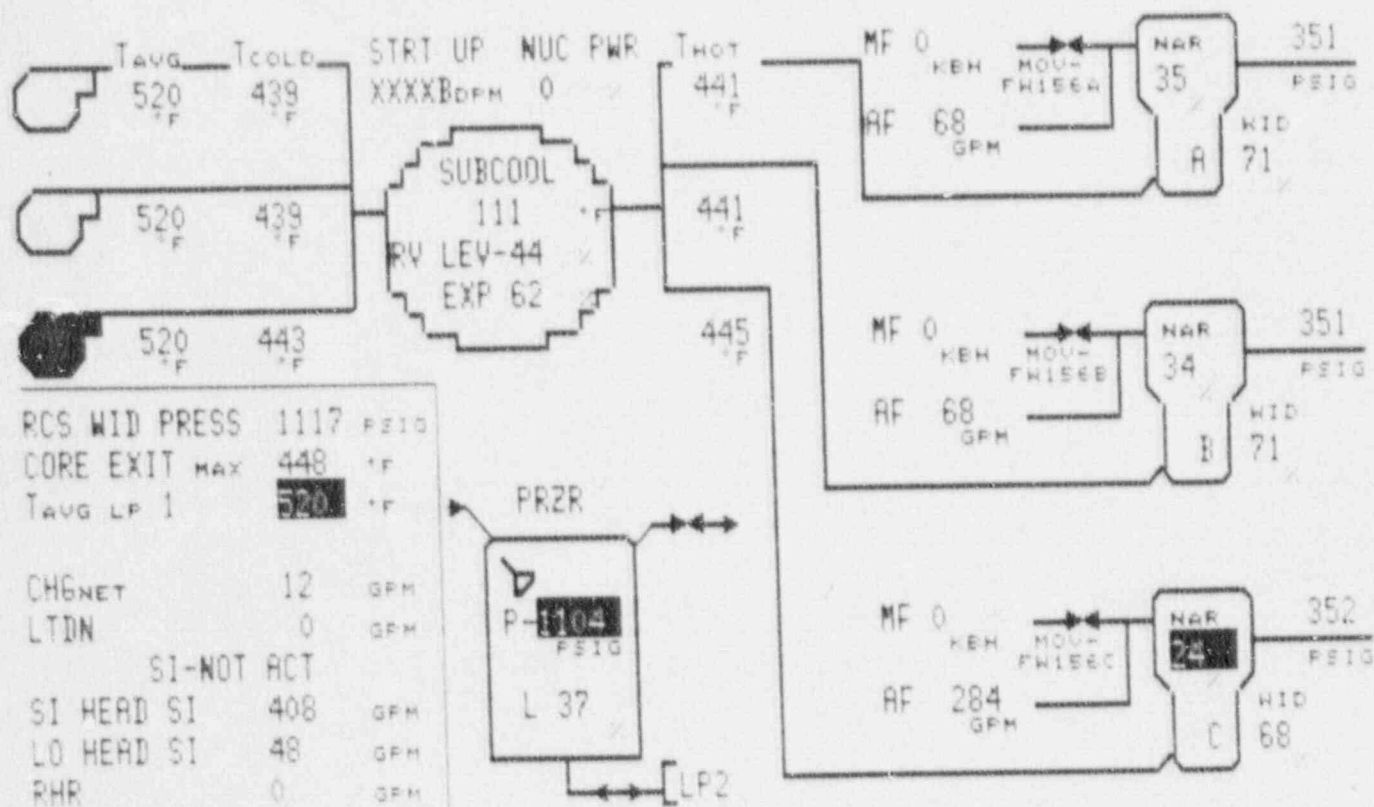 TAVG TCOLD STRT UP NUC PWR THOT MF 0 KBH MOV-FW156A NAR 351 PSIG
520 °F 439 °F XXXXBDPM 0 % 441 °F AF 68 GPM 35 % A WID 71 %
SUBCOOL
520 °F 439 °F 111 °F 441 °F
RV LEV-44 %
EXP 62 %
520 °F 443 °F 445 °F MF 0 KBH MOV-FW156B NAR 351 PSIG
34 %
AF 68 GPM B WID 71 %
RCS WID PRESS 1117 PSIG
CORE EXIT MAX 448 °F
TAVG LP 1 520 °F
PRZR
P-1104 PSIG
L 37 %
LP2
CHGNET 12 GPM
LTDN 0 GPM
SI-NOT ACT
SI HEAD SI 408 GPM
LO HEAD SI 48 GPM
RHR 0 GPM
MF 0 KBH MOV-FW156C NAR 352 PSIG
24 %
AF 284 GPM C WID 68 %